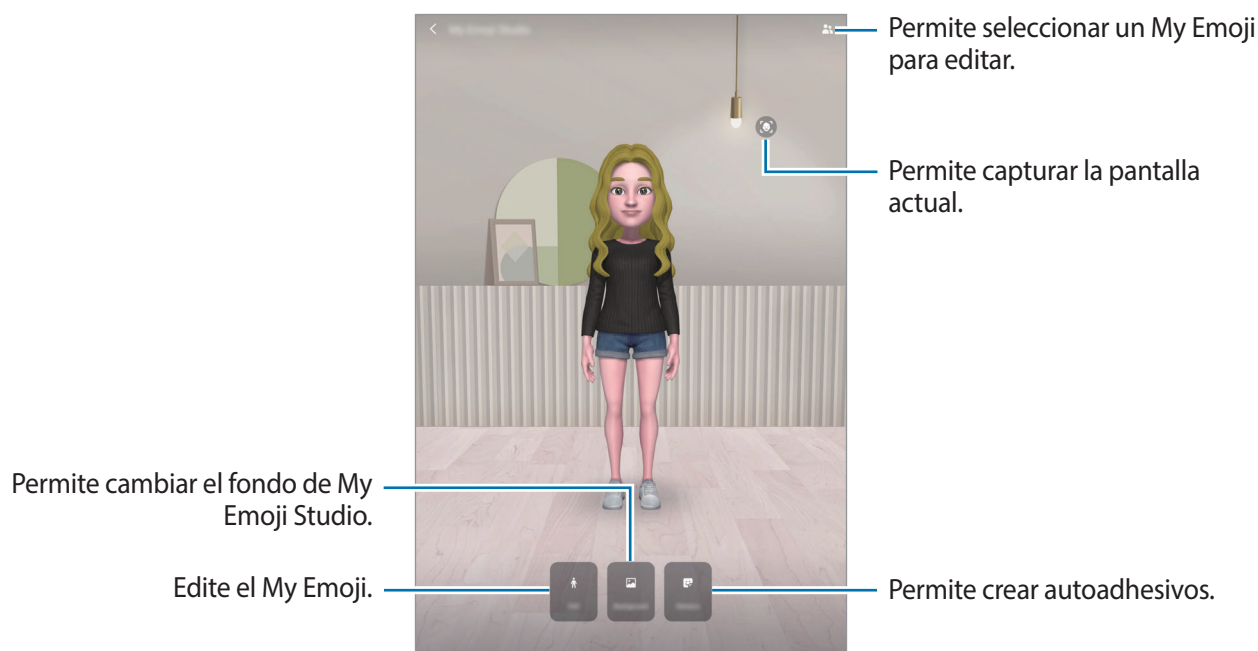 Permite seleccionar un My Emoji
para editar.
Permite capturar la pantalla
actual.
Permite cambiar el fondo de My
Emoji Studio.
Edite el My Emoji.
Permite crear autoadhesivos.